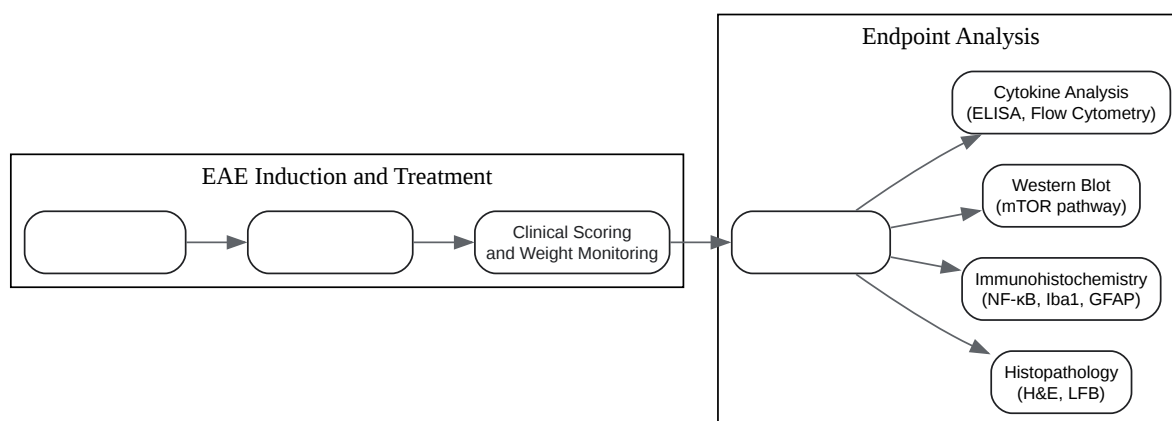 Endpoint Analysis
Cytokine Analysis
(ELISA, Flow Cytometry)
EAE Induction and Treatment
Western Blot
(mTOR pathway)
Clinical Scoring
and Weight Monitoring
Immunohistochemistry
(NF-κB, Iba1, GFAP)
Histopathology
(H&E, LFB)